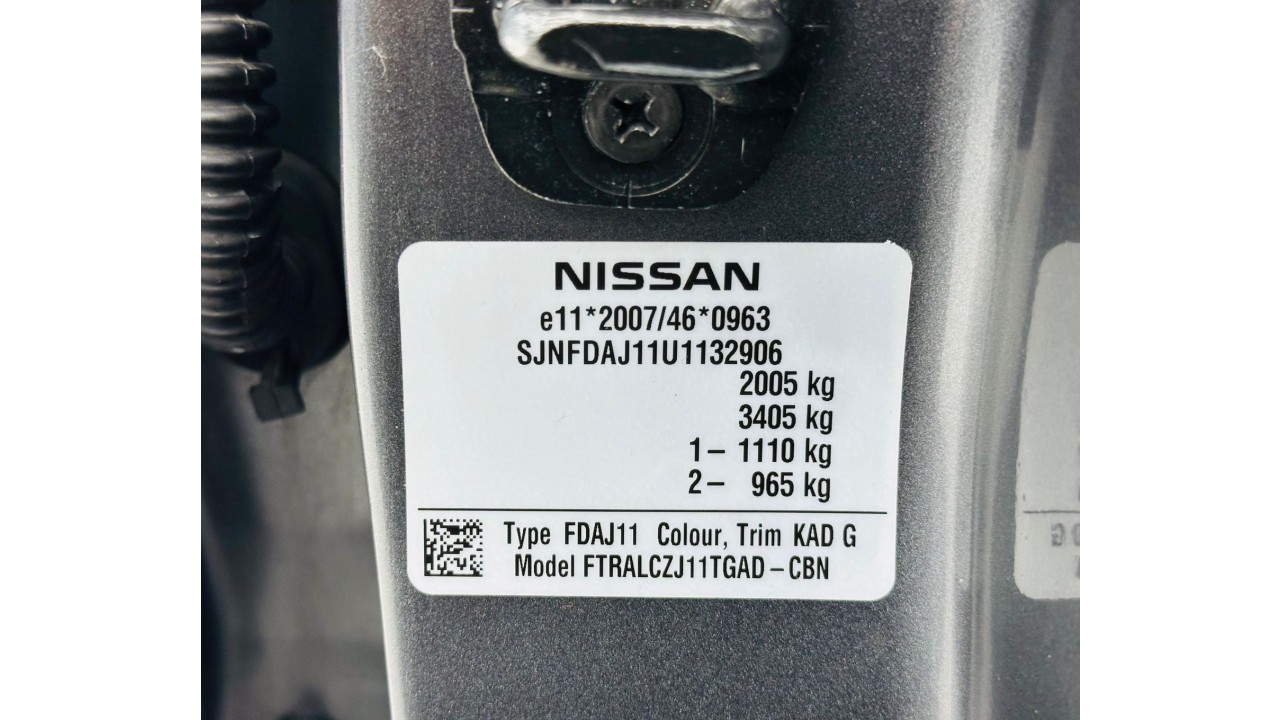 NISSAN
e11*2007/46*0963
SJNFDAJ11U1132906
2005 kg
3405 kg
1- 1110 kg
2- 965 kg
Type FDAJ11 Colour, Trim KAD G
Model FTRALCZJ11TGAD-CBN